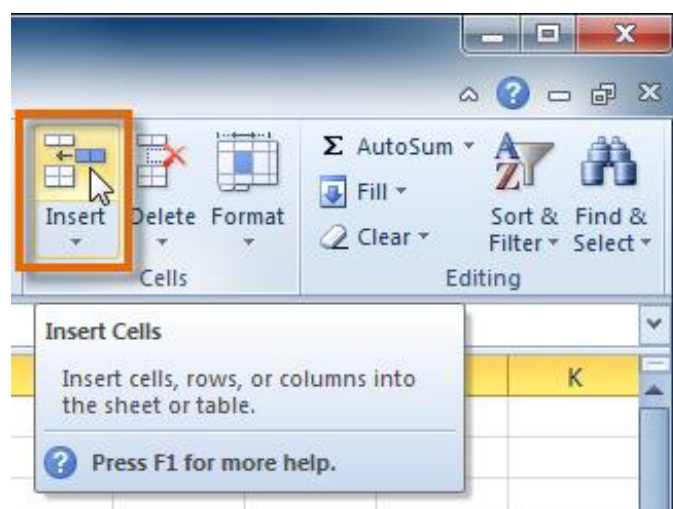 Insert Delete Format
Cells
Σ AutoSum
Fill
Clear
Sort & Filter
Find & Select
Editing
Insert Cells
Insert cells, rows, or columns into
the sheet or table.
Press F1 for more help.
K